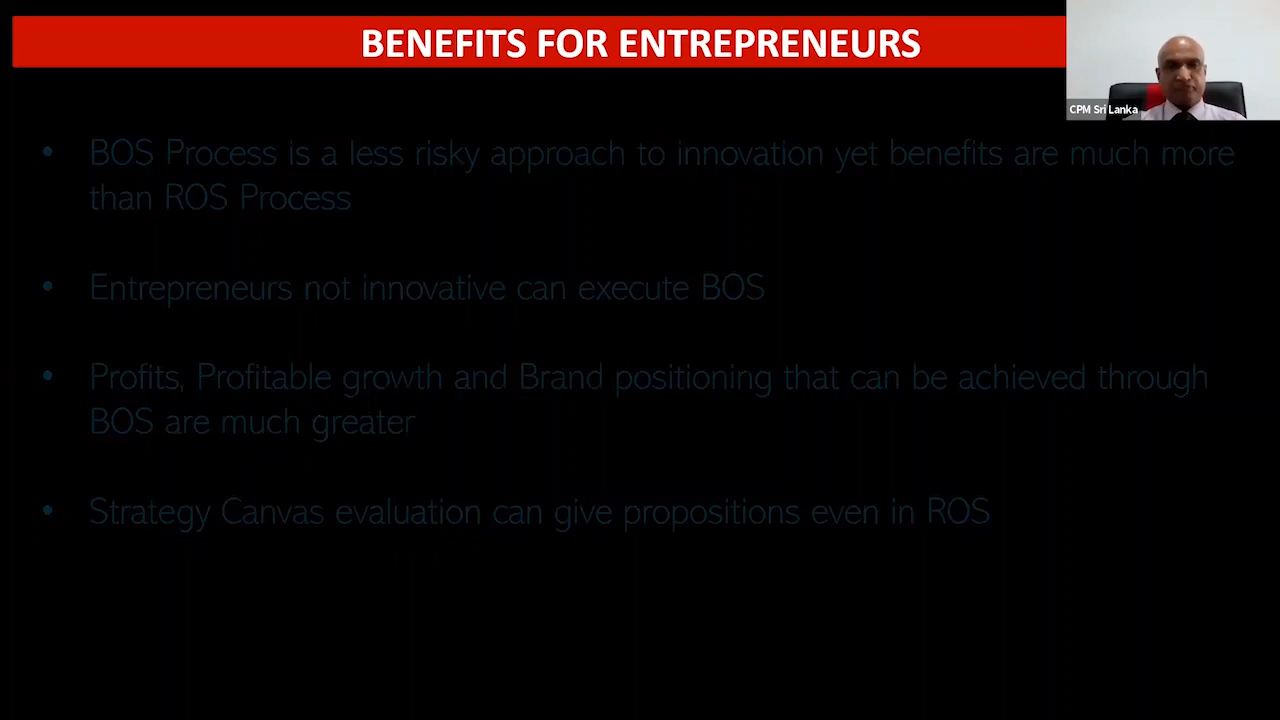 BENEFITS FOR ENTREPRENEURS
CPM Sri Lanka
• BOS Process is a less risky approach to innovation yet benefits are much more
than ROS Process
• Entrepreneurs not innovative can execute BOS
• Profits, Profitable growth and Brand positioning that can be achieved through
BOS are much greater
• Strategy Canvas evaluation can give propositions even in ROS